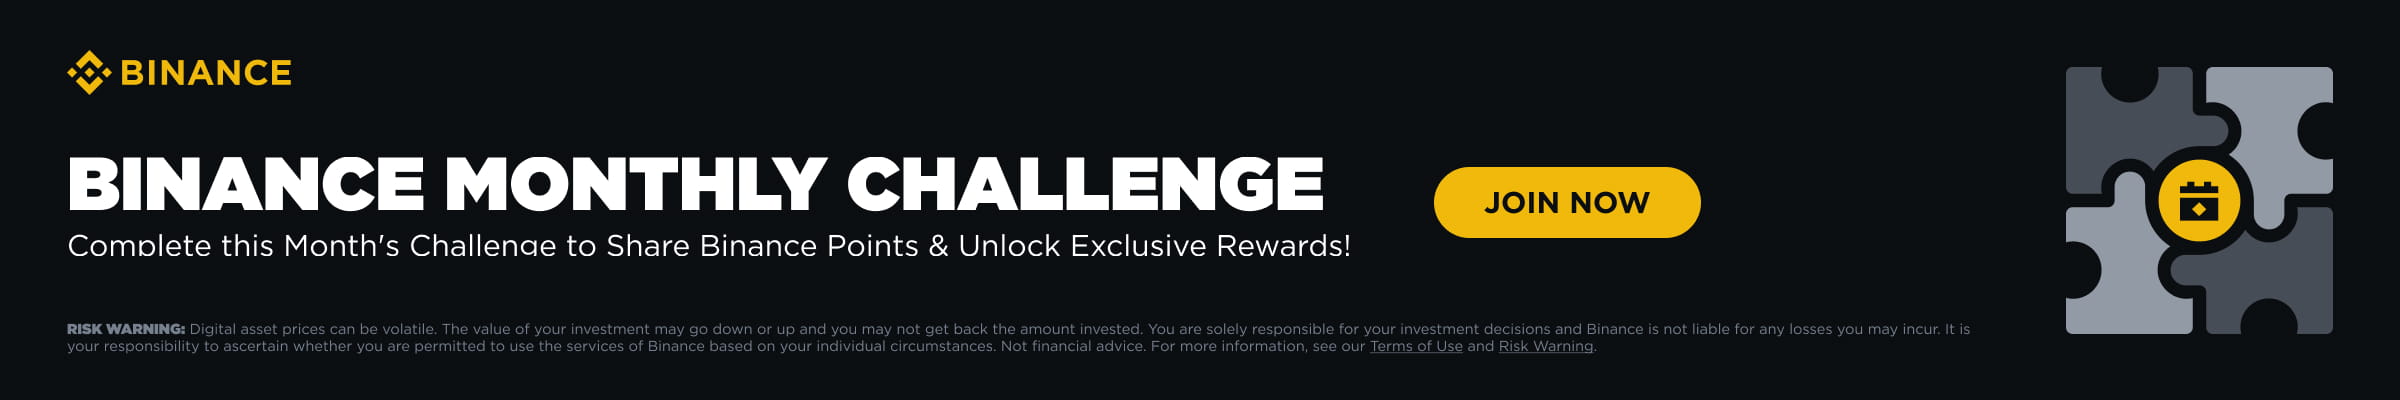 BINANCE
BINANCE MONTHLY CHALLENGE
Complete this Month's Challenge to Share Binance Points & Unlock Exclusive Rewards!
JOIN NOW
RISK WARNING: Digital asset prices can be volatile. The value of your investment may go down or up and you may not get back the amount invested. You are solely responsible for your investment decisions and Binance is not liable for any losses you may incur. It is
your responsibility to ascertain whether you are permitted to use the services of Binance based on your individual circumstances. Not financial advice. For more information, see our Terms of Use and Risk Warning.